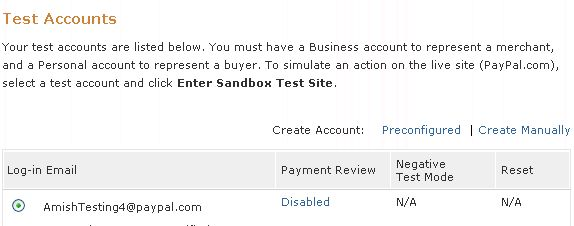 Test Accounts
Your test accounts are listed below. You must have a Business account to represent a merchant,
and a Personal account to represent a buyer. To simulate an action on the live site (PayPal.com),
select a test account and click Enter Sandbox Test Site.
Create Account: Preconfigured | Create Manually
Log-in Email Payment Review Negative Test Mode Reset
AmishTesting4@paypal.com Disabled N/A N/A